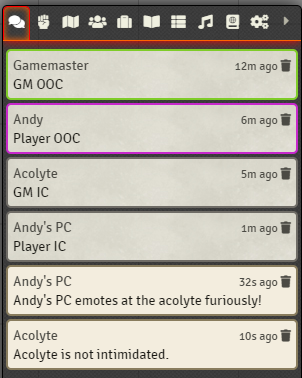 Gamemaster 12m ago
GM OOC
Andy 6m ago
Player OOC
Acolyte 5m ago
GM IC
Andy's PC 1m ago
Player IC
Andy's PC 32s ago
Andy's PC emotes at the acolyte furiously!
Acolyte 10s ago
Acolyte is not intimidated.